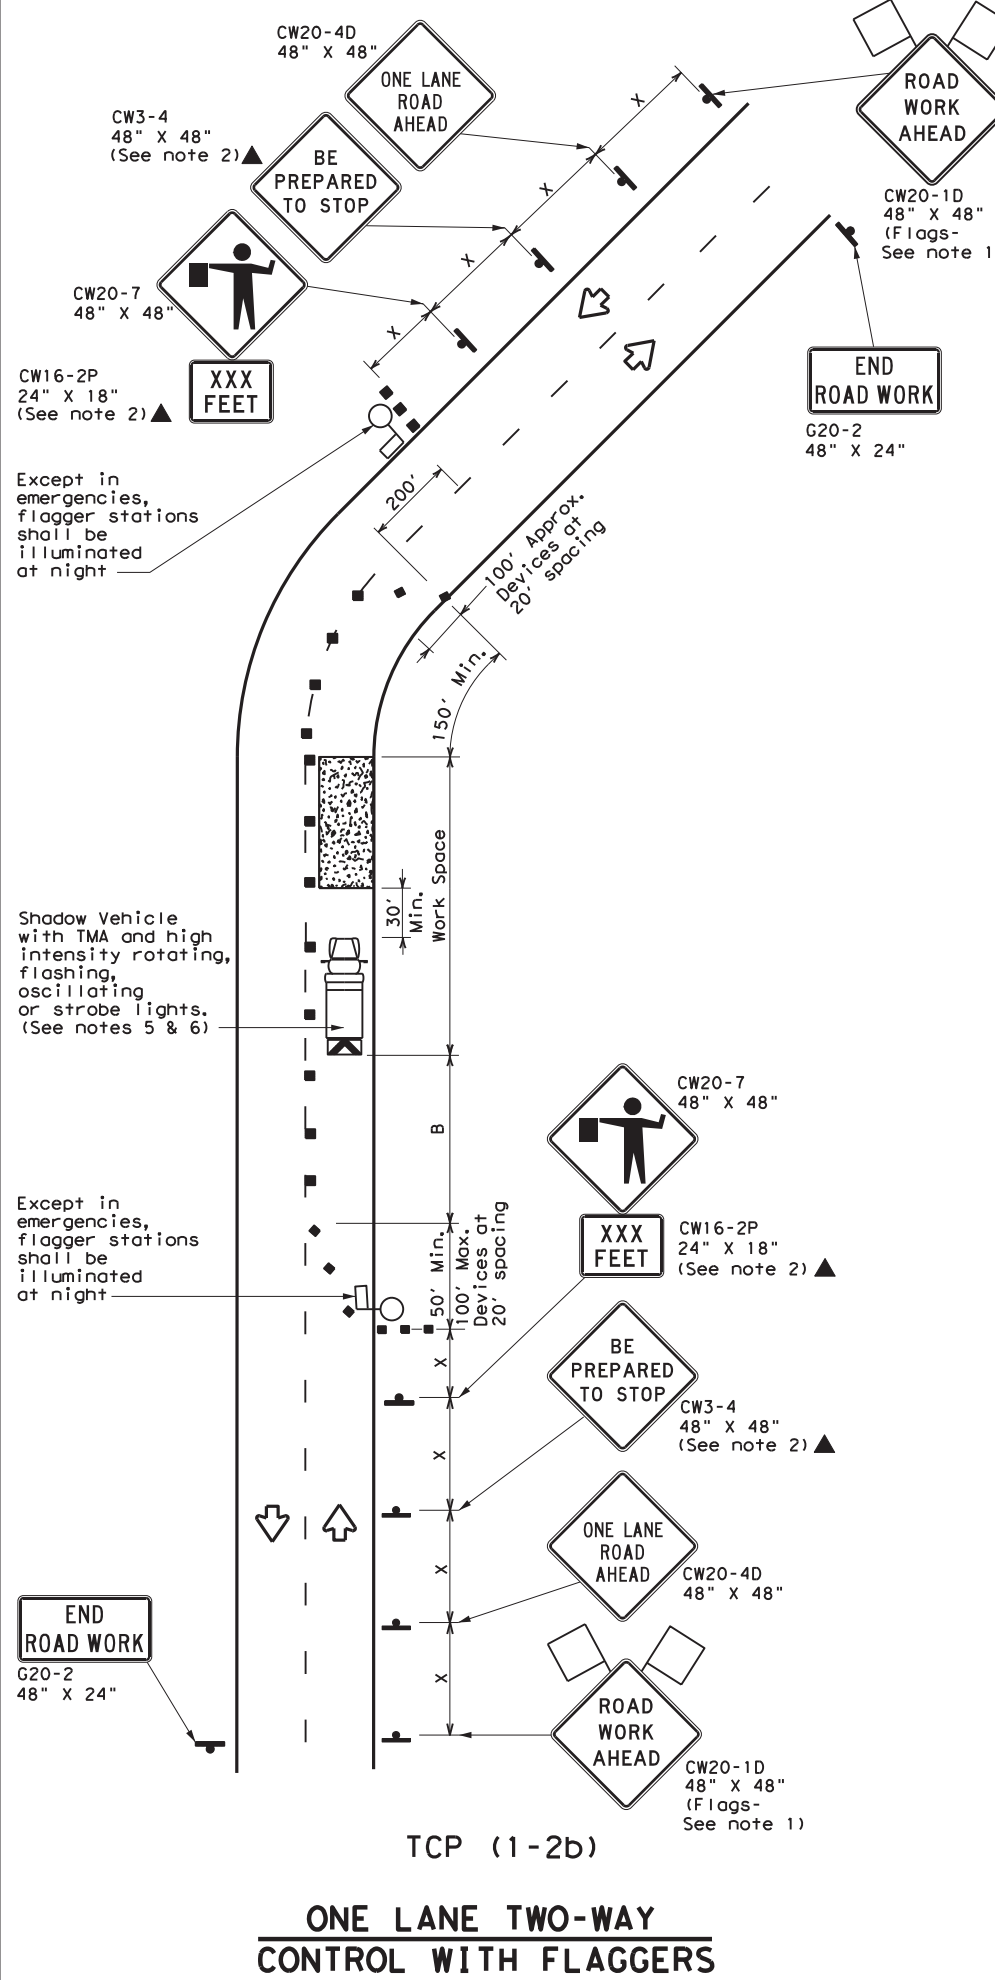 CW20-4D
48" X 48"
ONE LANE
ROAD
AHEAD
ROAD
WORK
AHEAD
CW20-1D
48" X 48"
(Flags-
See note 1
CW3-4
48" X 48"
(See note 2)
BE
PREPARED
TO STOP
CW20-7
48" X 48"
CW16-2P
24" X 18"
(See note 2)
XXX
FEET
X
X
X
X
END
ROAD WORK
G20-2
48" X 24"
Except in
emergencies,
flagger stations
shall be
illuminated
at night
200'
100' Approx.
Devices at
20' spacing
150' Min.
Work Space
30'
Min.
Shadow Vehicle
with TMA and high
intensity rotating,
flashing,
oscillating
or strobe lights.
(See notes 5 & 6)
B
CW20-7
48" X 48"
XXX
FEET
CW16-2P
24" X 18"
(See note 2)
Except in
emergencies,
flagger stations
shall be
illuminated
at night
50' Min.
100' Max.
Devices at
20' spacing
X
X
X
X
BE
PREPARED
TO STOP
CW3-4
48" X 48"
(See note 2)
ONE LANE
ROAD
AHEAD
CW20-4D
48" X 48"
END
ROAD WORK
G20-2
48" X 24"
ROAD
WORK
AHEAD
CW20-1D
48" X 48"
(Flags-
See note 1)
TCP (1-2b)
ONE LANE TWO-WAY
CONTROL WITH FLAGGERS